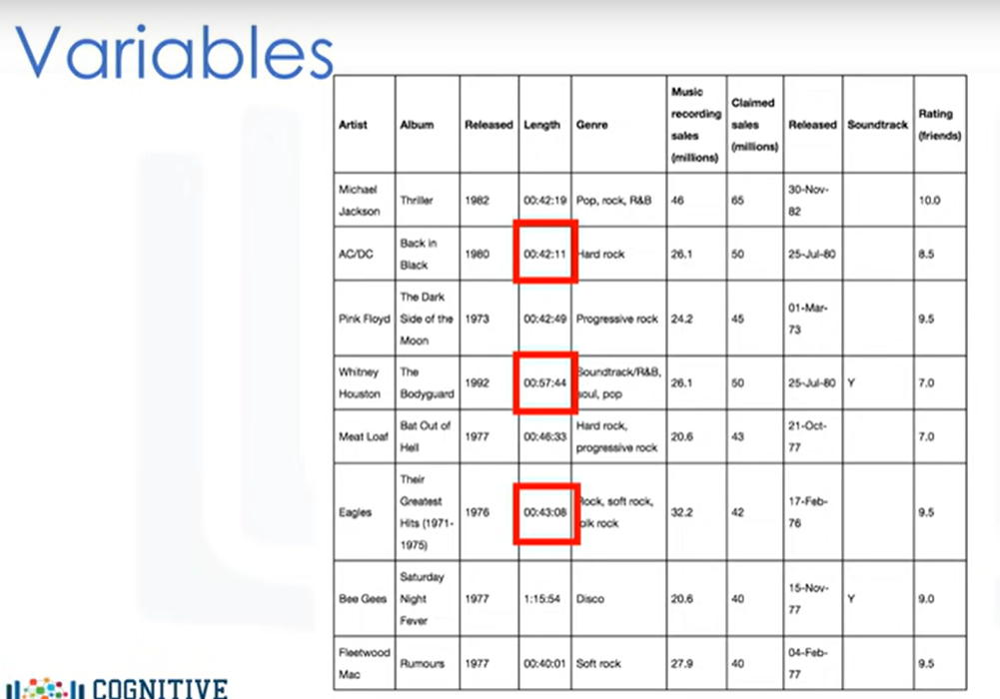 Variables
Artist Album Released Length Genre Music recording sales (millions) Claimed sales (millions) Released Soundtrack Rating (friends)
Michael Jackson Thriller 1982 00:42:19 Pop, rock, R&B 46 65 30-Nov-82 10.0
AC/DC Back in Black 1980 00:42:11 Hard rock 26.1 50 25-Jul-80 8.5
Pink Floyd The Dark Side of the Moon 1973 00:42:49 Progressive rock 24.2 45 01-Mar-73 9.5
Whitney Houston The Bodyguard 1992 00:57:44 Soundtrack/R&B, soul, pop 26.1 50 25-Jul-80 Y 7.0
Meat Loaf Bat Out of Hell 1977 00:46:33 Hard rock, progressive rock 20.6 43 21-Oct-77 7.0
Eagles Their Greatest Hits (1971-1975) 1976 00:43:08 Rock, soft rock, folk rock 32.2 42 17-Feb-76 9.5
Bee Gees Saturday Night Fever 1977 1:15:54 Disco 20.6 40 15-Nov-77 Y 9.0
Fleetwood Mac Rumours 1977 00:40:01 Soft rock 27.9 40 04-Feb-77 9.5
COGNITIVE